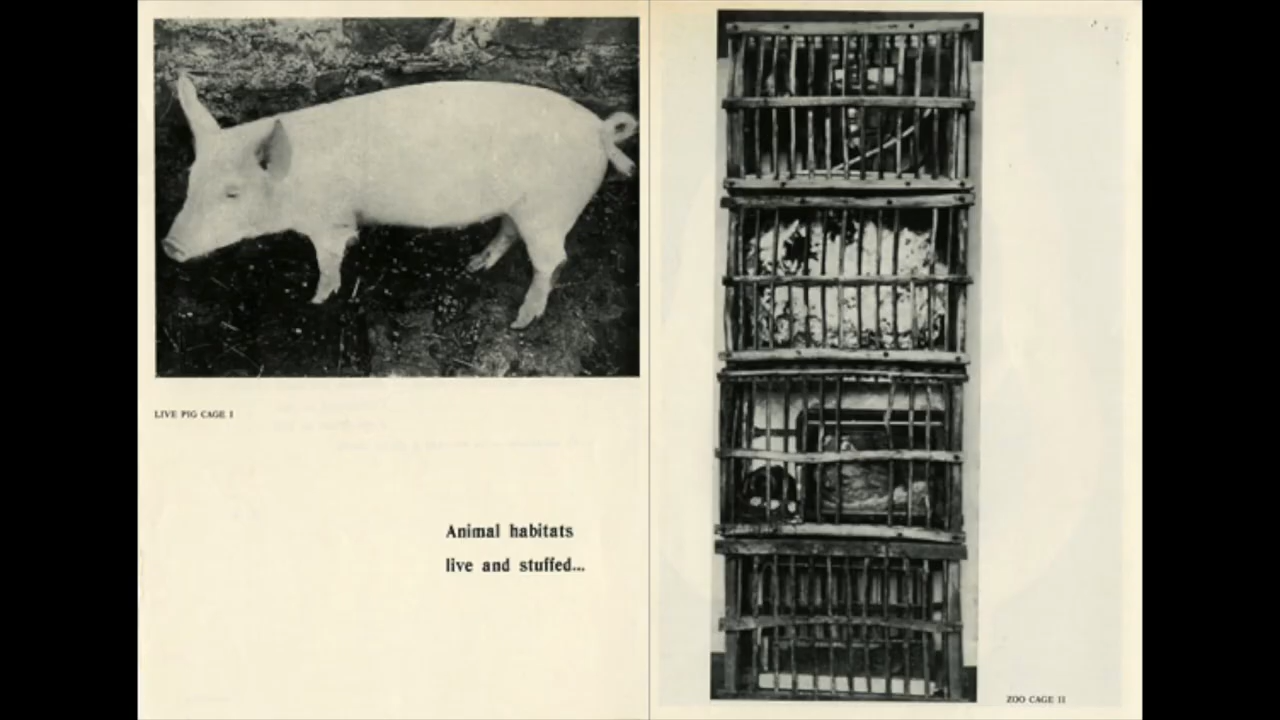 LIVE PIG CAGE I
Animal habitats
live and stuffed...
ZOO CAGE II